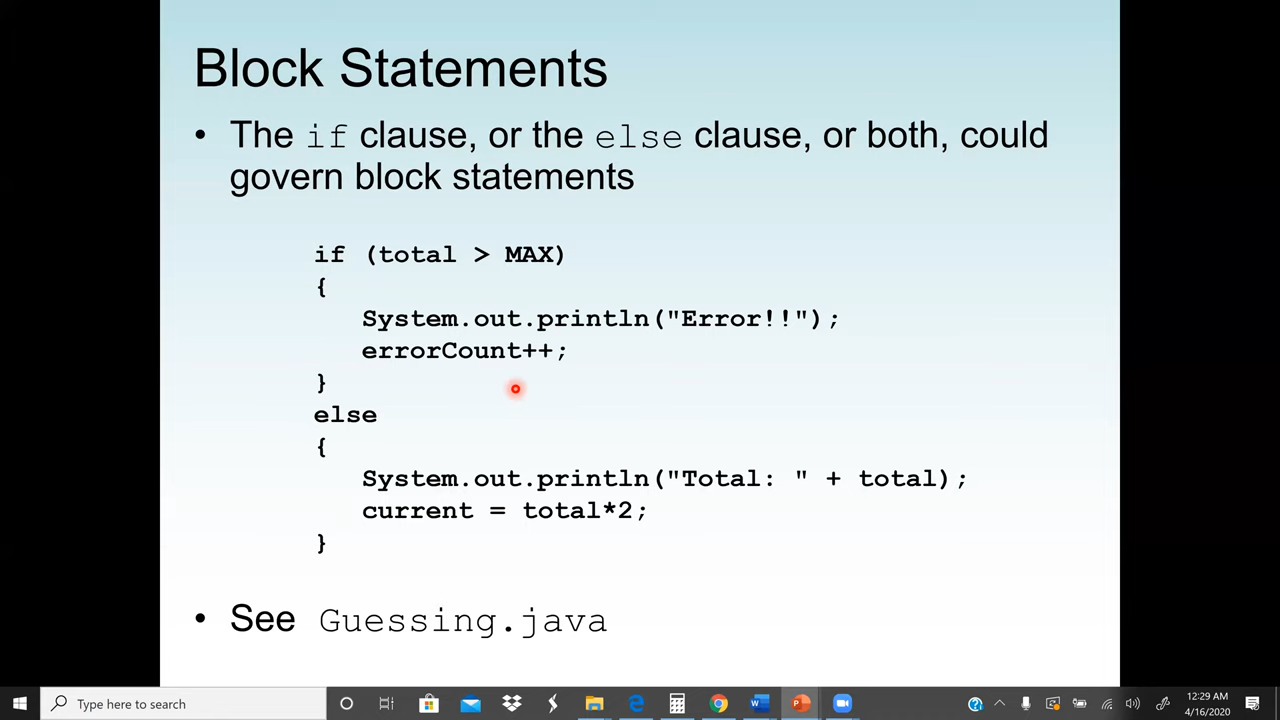 Block Statements
• The if clause, or the else clause, or both, could
govern block statements
if (total > MAX)
{
System.out.println("Error!!");
errorCount++;
}
else
{
System.out.println("Total: " + total);
current = total*2;
}
• See Guessing.java
Type here to search
12:29 AM
4/16/2020